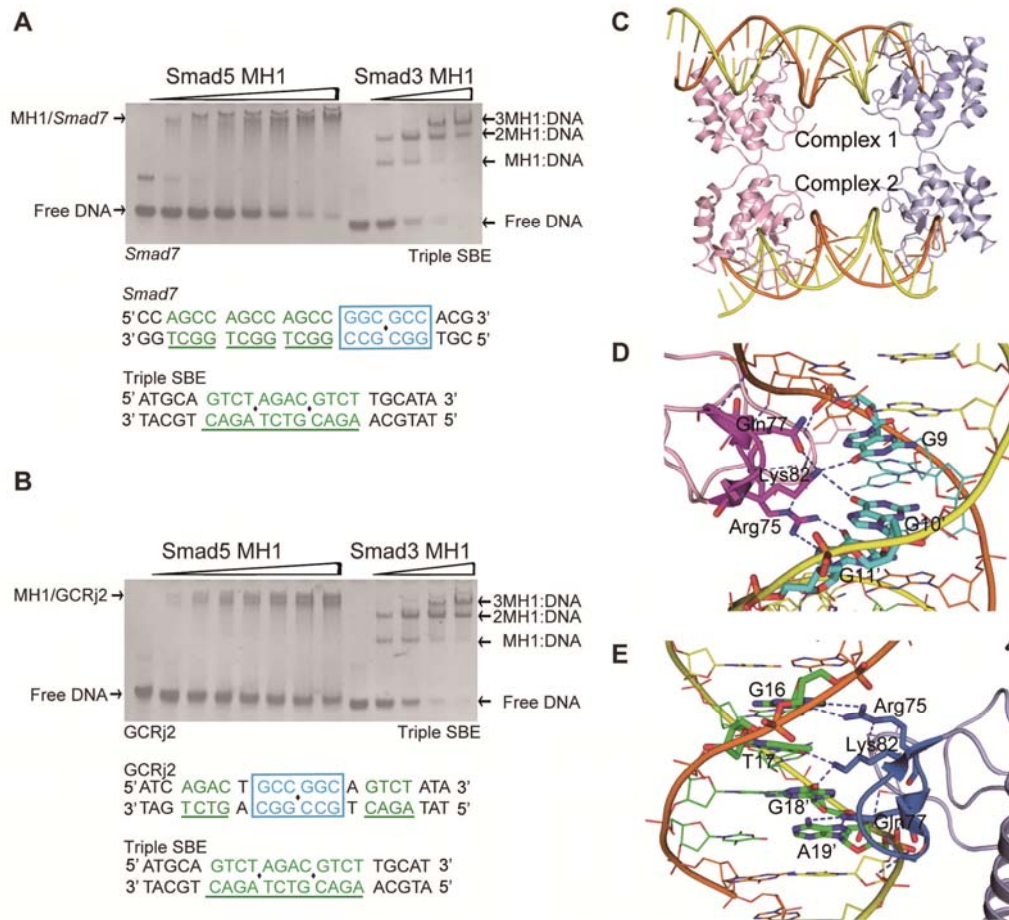 A
Smad5 MH1 Smad3 MH1
MH1/Smad7
3MH1:DNA
2MH1:DNA
MH1:DNA
Free DNA
Free DNA
Smad7 Triple SBE
Smad7
5'CC AGCC AGCC AGCC GGC GCC ACG 3'
3'GG TCGG TCGG TCGG CCG CGG TGC 5'
Triple SBE
5' ATGCA GTCT AGAC GTCT TGCATA 3'
3' TACGT CAGA TCTG CAGA ACGTAT 5'
B
Smad5 MH1 Smad3 MH1
MH1/GCRj2
3MH1:DNA
2MH1:DNA
MH1:DNA
Free DNA
Free DNA
GCRj2 Triple SBE
GCRj2
5' ATC AGAC T GCC GGC A GTCT ATA 3'
3' TAG TCTG A CGG CCG T CAGA TAT 5'
Triple SBE
5' ATGCA GTCT AGAC GTCT TGCAT 3'
3' TACGT CAGA TCTG CAGA ACGTA 5'
C
Complex 1
Complex 2
D
Gln77
G9
Lys82
Arg75
G10'
G11'
E
G16
Arg75
Lys82
T17
G18'
Gln77
A19'